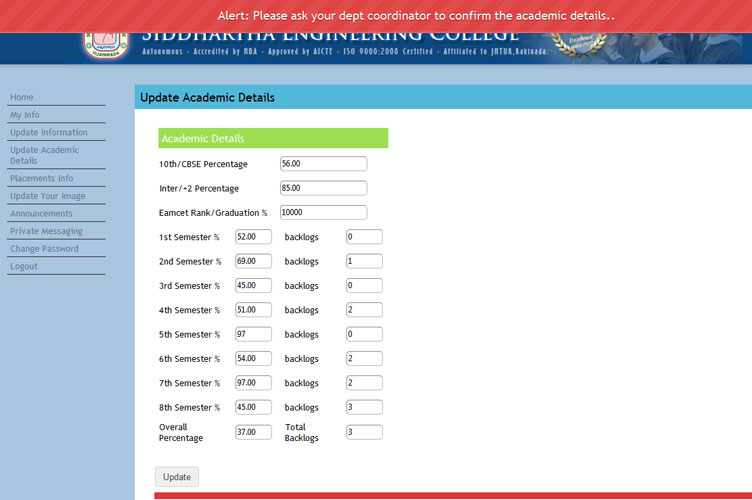 Alert: Please ask your dept coordinator to confirm the academic details..
SIDDHARTHA ENGINEERING COLLEGE
Autonomous - Accredited by NBA - Approved by AICTE - ISO 9000:2008 Certified - Affiliated to JNTUK,Kakinada.
VIJAYAWADA
Excellence
since 1977
Home
My Info
Update Information
Update Academic
Details
Placements Info
Update Your Image
Announcements
Private Messaging
Change Password
Logout
Update Academic Details
Academic Details
10th/CBSE Percentage 56.00
Inter/+2 Percentage 85.00
Eamcet Rank/Graduation % 10000
1st Semester % 52.00 backlogs 0
2nd Semester % 69.00 backlogs 1
3rd Semester % 45.00 backlogs 0
4th Semester % 51.00 backlogs 2
5th Semester % 97 backlogs 0
6th Semester % 54.00 backlogs 2
7th Semester % 97.00 backlogs 2
8th Semester % 45.00 backlogs 3
Overall
Percentage 37.00 Total
Backlogs 3
Update